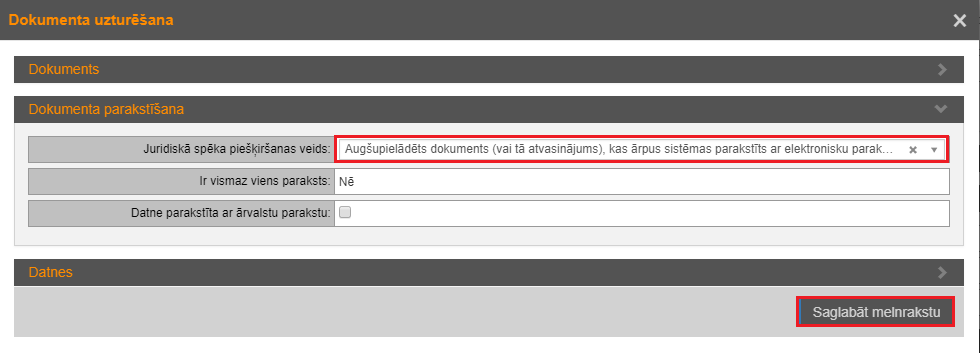 Dokumenta uzturēšana
Dokuments
Dokumenta parakstīšana
Juridiskā spēka piešķiršanas veids: Augšupielādēts dokuments (vai tā atvasinājums), kas ārpus sistēmas parakstīts ar elektronisku parak...
Ir vismaz viens paraksts: Nē
Datne parakstīta ar ārvalstu parakstu:
Datnes
Saglabāt melnrakstu